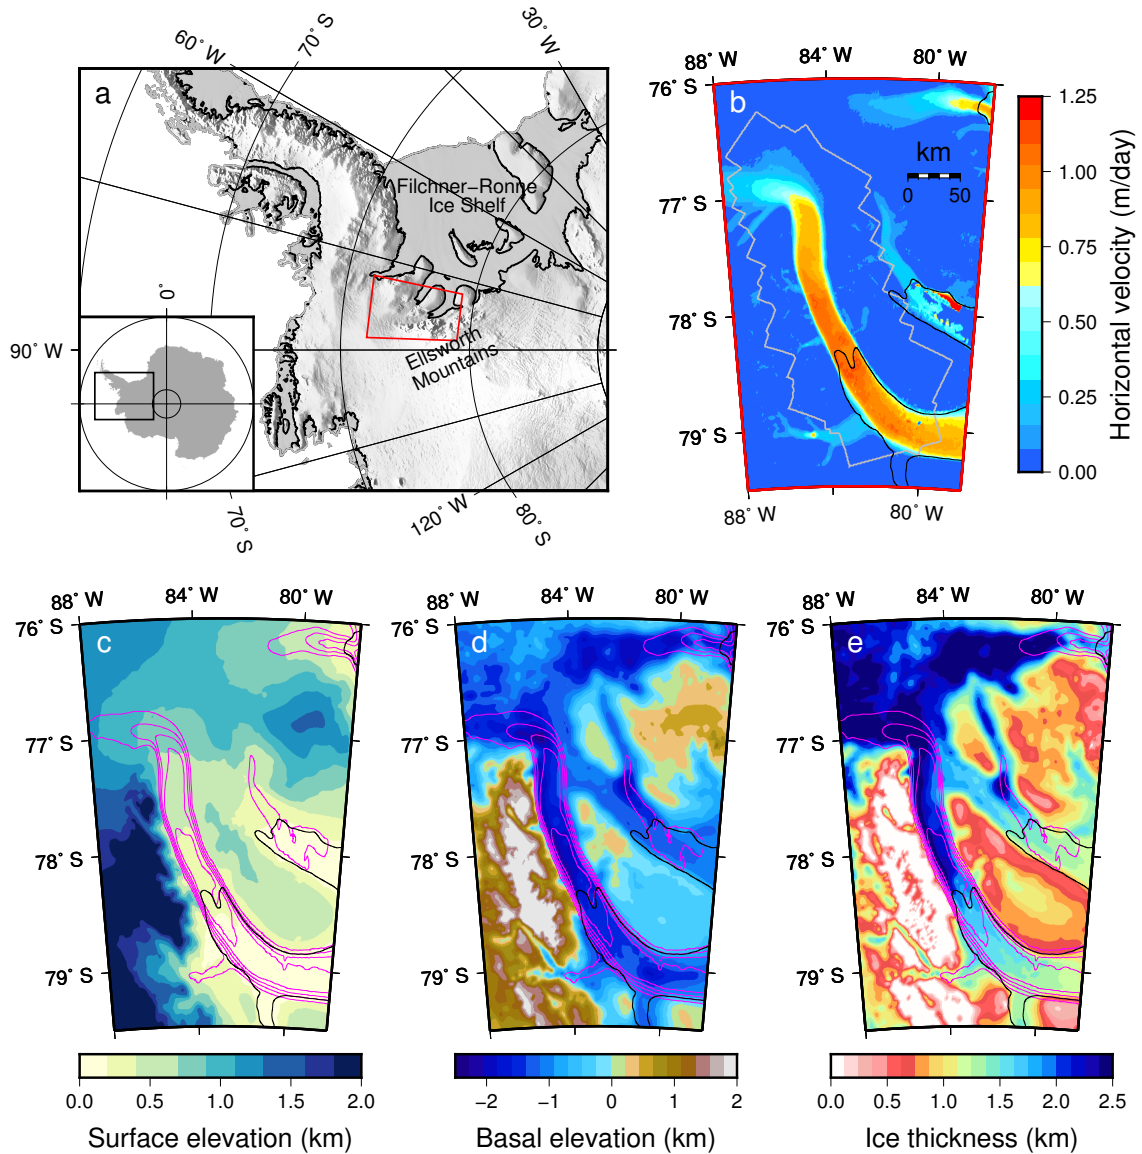 60° W
70° S
30° W
a
Filchner−Ronne
Ice Shelf
Ellsworth
Mountains
0°
90° W
70° S
120° W
80° S
88° W
84° W
80° W
76° S
77° S
78° S
79° S
88° W
80° W
b
km
0
50
1.25
1.00
0.75
0.50
0.25
0.00
Horizontal velocity (m/day)
88° W
84° W
80° W
76° S
77° S
78° S
79° S
c
0.0
0.5
1.0
1.5
2.0
Surface elevation (km)
88° W
84° W
80° W
76° S
77° S
78° S
79° S
d
−2
−1
0
1
2
Basal elevation (km)
88° W
84° W
80° W
76° S
77° S
78° S
79° S
e
0.0
0.5
1.0
1.5
2.0
2.5
Ice thickness (km)